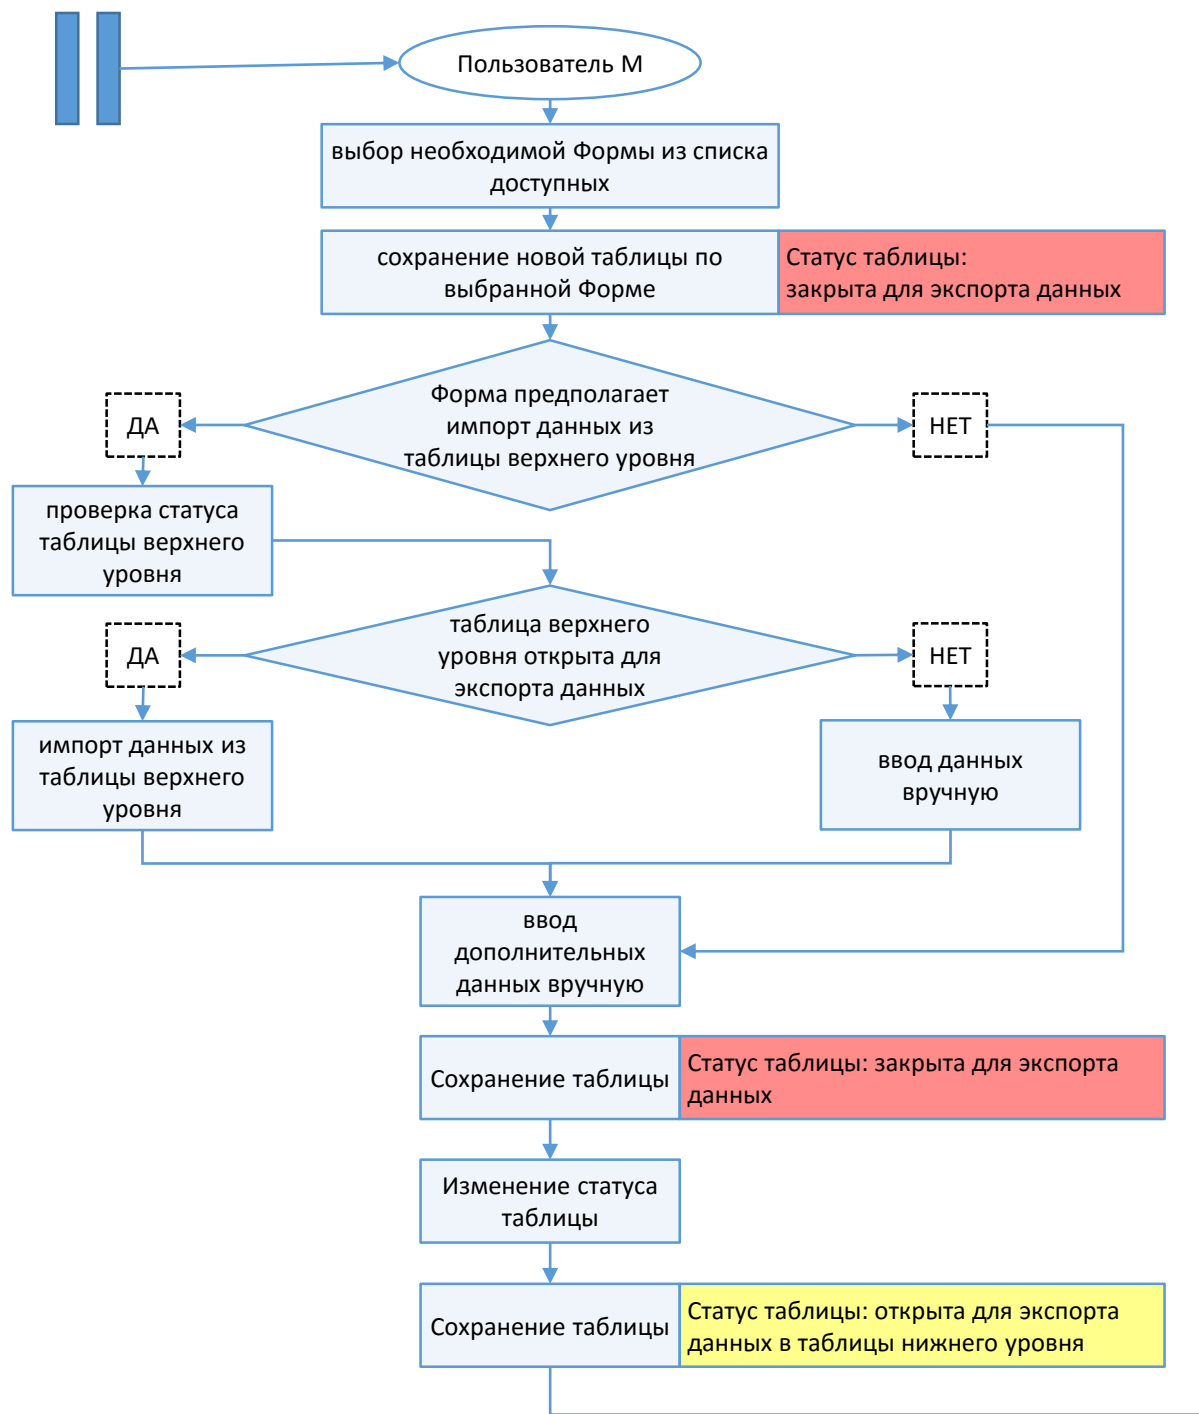 Пользователь М
выбор необходимой Формы из списка
доступных
сохранение новой таблицы по
выбранной Форме
Статус таблицы:
закрыта для экспорта данных
Форма предполагает
импорт данных из
таблицы верхнего уровня
ДА
НЕТ
проверка статуса
таблицы верхнего
уровня
таблица верхнего
уровня открыта для
экспорта данных
ДА
НЕТ
импорт данных из
таблицы верхнего
уровня
ввод данных
вручную
ввод
дополнительных
данных вручную
Сохранение таблицы
Статус таблицы: закрыта для экспорта
данных
Изменение статуса
таблицы
Сохранение таблицы
Статус таблицы: открыта для экспорта
данных в таблицы нижнего уровня